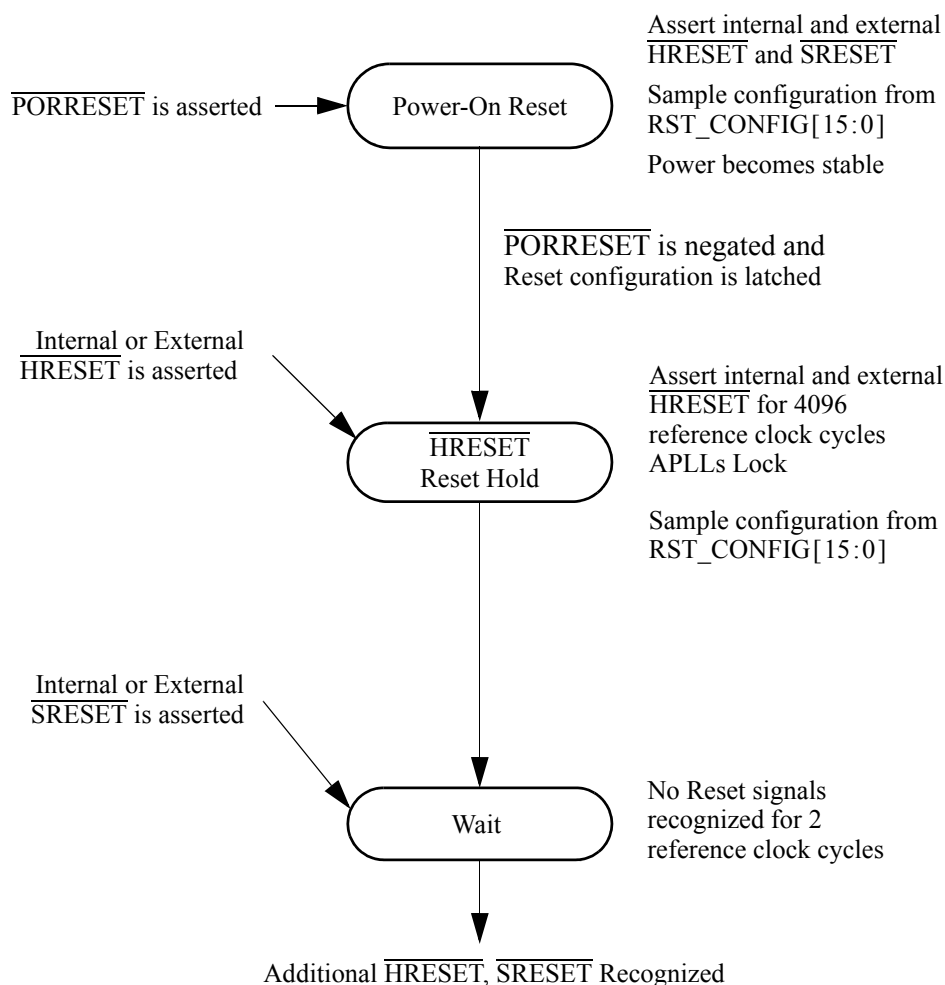 Assert internal and external
HRESET and SRESET
PORRESET is asserted
Power-On Reset
Sample configuration from
RST_CONFIG[15:0]
Power becomes stable
PORRESET is negated and
Reset configuration is latched
Internal or External
HRESET is asserted
Assert internal and external
HRESET for 4096
reference clock cycles
APLLs Lock
HRESET
Reset Hold
Sample configuration from
RST_CONFIG[15:0]
Internal or External
SRESET is asserted
Wait
No Reset signals
recognized for 2
reference clock cycles
Additional HRESET, SRESET Recognized